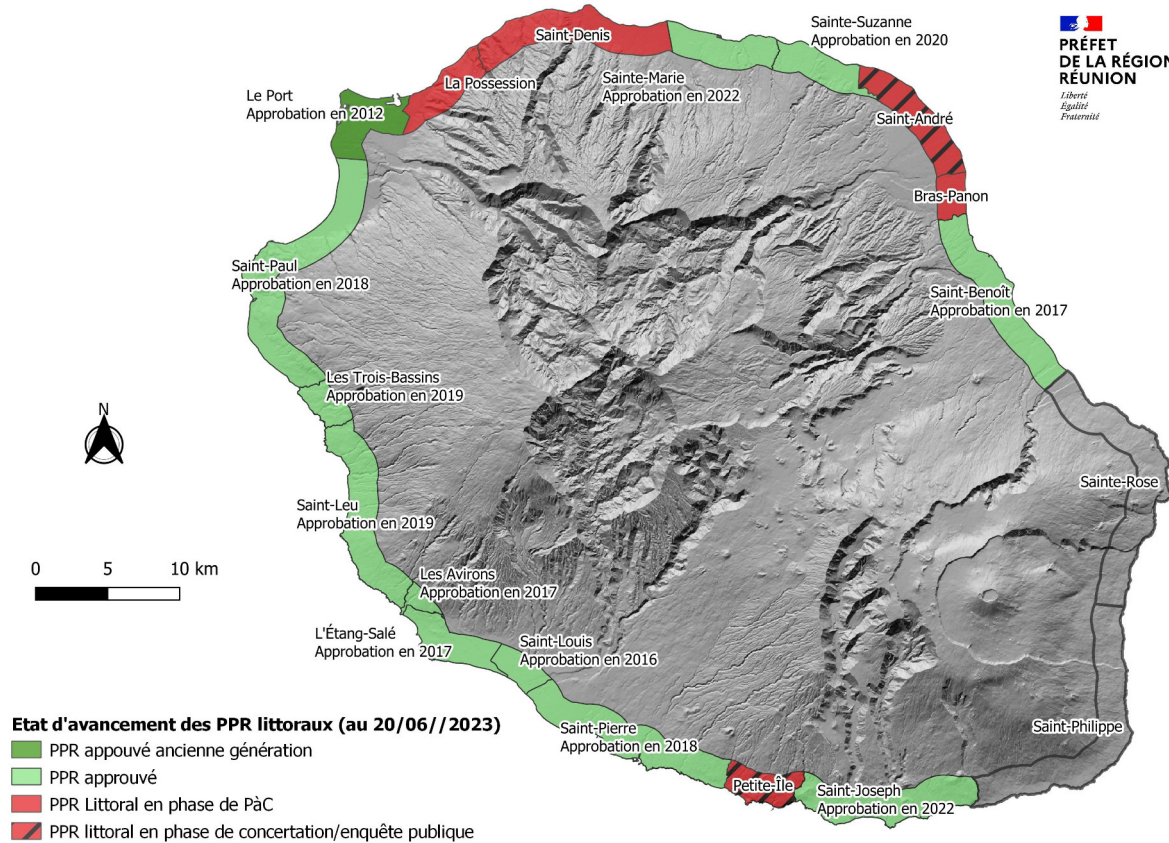 Saint-Denis
Sainte-Suzanne
Approbation en 2020
PRÉFET
DE LA RÉGION
RÉUNION
Liberté
Égalité
Fraternité
La Possession
Sainte-Marie
Approbation en 2022
Le Port
Approbation en 2012
Saint-André
Bras-Panon
Saint-Paul
Approbation en 2018
Saint-Benoît
Approbation en 2017
Les Trois-Bassins
Approbation en 2019
N
Sainte-Rose
Saint-Leu
Approbation en 2019
0 5 10 km
Les Avirons
Approbation en 2017
L'Étang-Salé
Approbation en 2017
Saint-Louis
Approbation en 2016
Saint-Pierre
Approbation en 2018
Saint-Philippe
Petite-Île
Saint-Joseph
Approbation en 2022
Etat d'avancement des PPR littoraux (au 20/06//2023)
PPR appouvé ancienne génération
PPR approuvé
PPR Littoral en phase de PàC
PPR littoral en phase de concertation/enquête publique